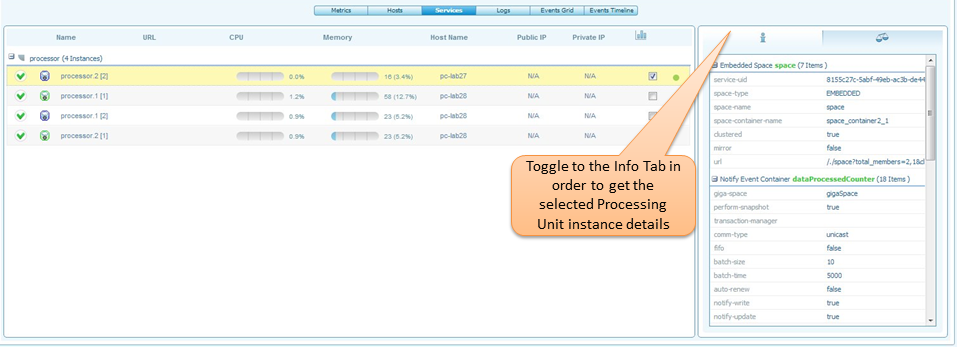 Metrics Hosts Services Logs Events Grid Events Timeline
Name URL CPU Memory Host Name Public IP Private IP
processor (4 Instances)
processor.2 [2] 0.0% 16 (3.4%) pc-lab27 N/A N/A
processor.1 [1] 1.2% 58 (12.7%) pc-lab28 N/A N/A
processor.1 [2] 0.9% 23 (5.2%) pc-lab28 N/A N/A
processor.2 [1] 0.9% 23 (5.2%) pc-lab28 N/A N/A
Toggle to the Info Tab in
order to get the
selected Processing
Unit instance details
Embedded Space space (7 Items )
service-uid 8155c27c-5abf-49eb-ac3b-de44
space-type EMBEDDED
space-name space
space-container-name space_container2_1
clustered true
mirror false
url /./space?total_members=2,1&cl
Notify Event Container dataProcessedCounter (18 Items )
giga-space gigaSpace
perform-snapshot true
transaction-manager
comm-type unicast
fifo false
batch-size 10
batch-time 5000
auto-renew false
notify-write true
notify-update true